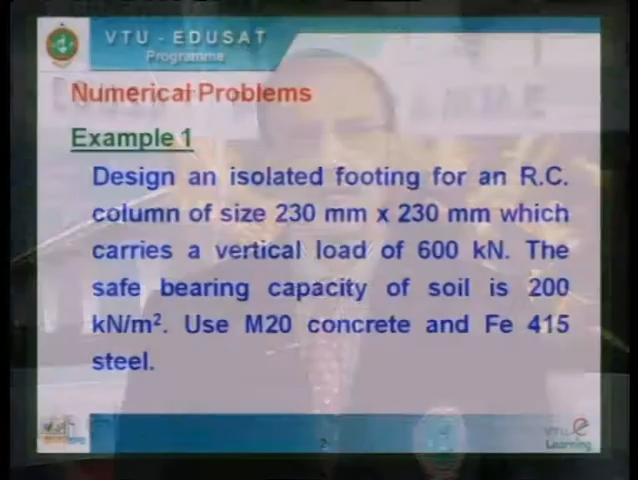 VTU - EDUSAT
Programme
Numerical Problems
Example 1
Design an isolated footing for an R.C.
column of size 230 mm x 230 mm which
carries a vertical load of 600 kN. The
safe bearing capacity of soil is 200
kN/m². Use M20 concrete and Fe 415
steel.
2
VTU e
Learning